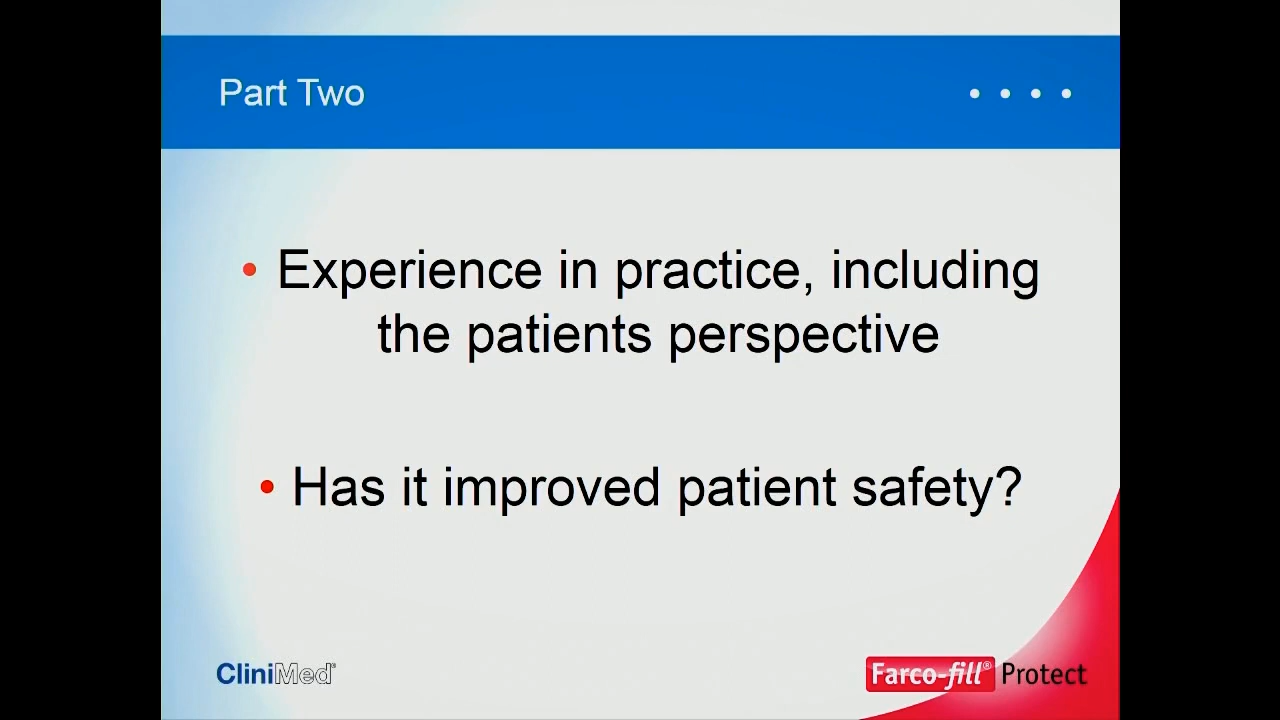 Part Two
• Experience in practice, including
the patients perspective
• Has it improved patient safety?
CliniMed®
Farco-fill® Protect